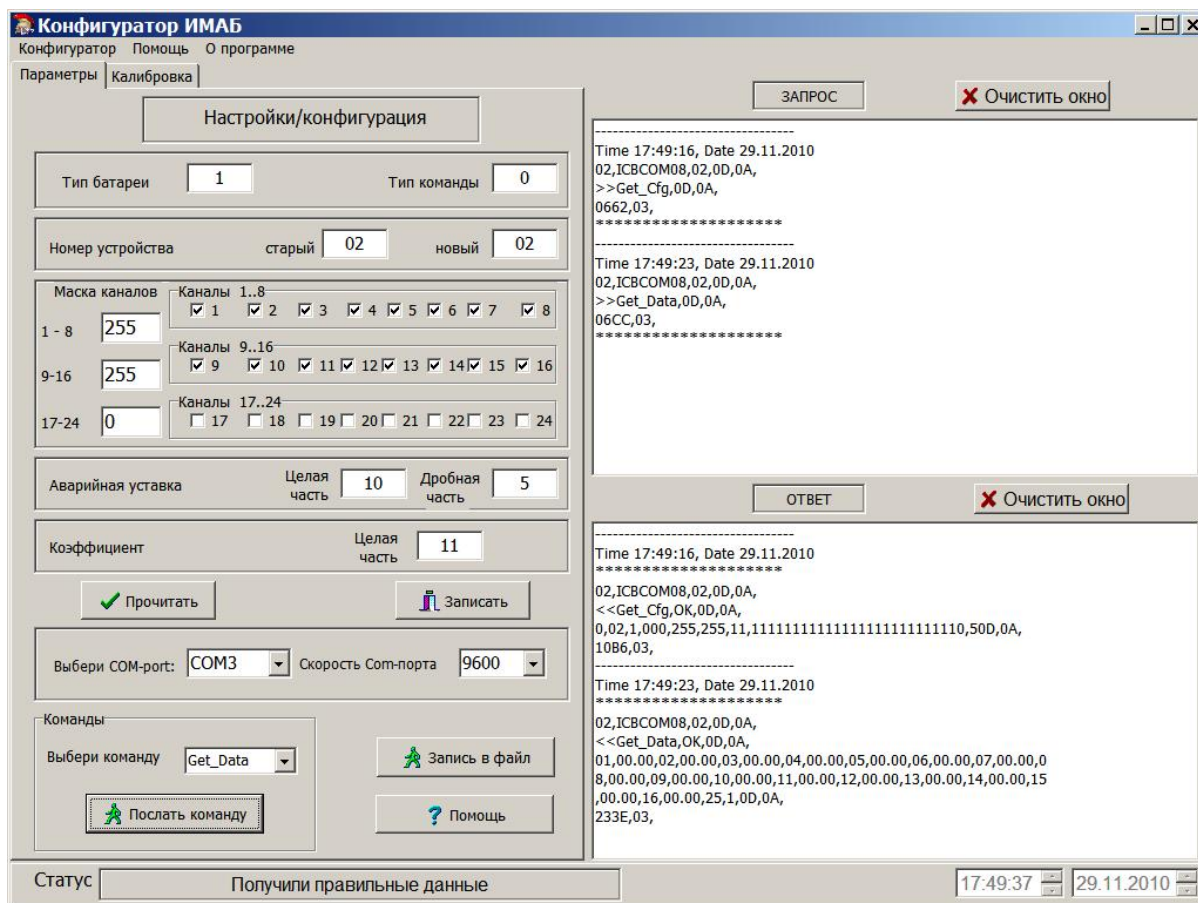 Конфигуратор ИМАБ
Конфигуратор Помощь О программе
Параметры Калибровка
Настройки/конфигурация
Тип батареи 1 Тип команды 0
Номер устройства старый 02 новый 02
Маска каналов
Каналы 1..8
1 - 8 255
1 2 3 4 5 6 7 8
Каналы 9..16
9-16 255
9 10 11 12 13 14 15 16
Каналы 17..24
17-24 0
17 18 19 20 21 22 23 24
Аварийная уставка Целая часть 10 Дробная часть 5
Коэффициент Целая часть 11
Прочитать Записать
Выбери COM-port: COM3 Скорость Com-порта 9600
Команды
Выбери команду Get_Data
Послать команду
Запись в файл
Помощь
ЗАПРОС Очистить окно
----------------------------------
Time 17:49:16, Date 29.11.2010
02,ICBCOM08,02,0D,0A,
>>Get_Cfg,0D,0A,
0662,03,
*********************
----------------------------------
Time 17:49:23, Date 29.11.2010
02,ICBCOM08,02,0D,0A,
>>Get_Data,0D,0A,
06CC,03,
*********************
ОТВЕТ Очистить окно
----------------------------------
Time 17:49:16, Date 29.11.2010
*********************
02,ICBCOM08,02,0D,0A,
<<Get_Cfg,OK,0D,0A,
0,02,1,000,255,255,11,11111111111111111111111110,50D,0A,
10B6,03,
----------------------------------
Time 17:49:23, Date 29.11.2010
*********************
02,ICBCOM08,02,0D,0A,
<<Get_Data,OK,0D,0A,
01,00.00,02,00.00,03,00.00,04,00.00,05,00.00,06,00.00,07,00.00,0
8,00.00,09,00.00,10,00.00,11,00.00,12,00.00,13,00.00,14,00.00,15
,00.00,16,00.00,25,1,0D,0A,
233E,03,
Статус Получили правильные данные 17:49:37 29.11.2010